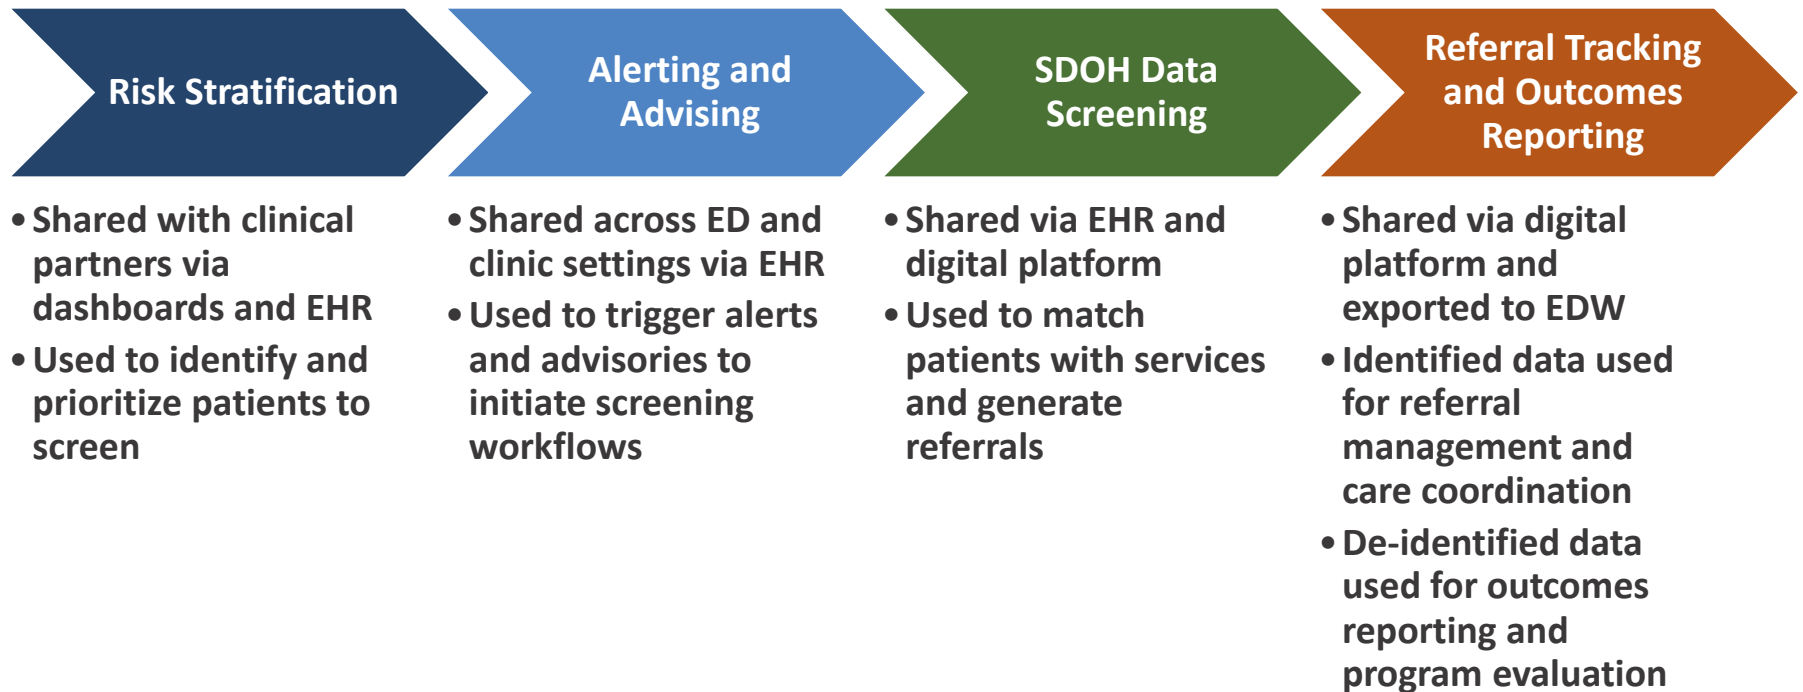 Risk Stratification
Alerting and
Advising
SDOH Data
Screening
Referral Tracking
and Outcomes
Reporting
• Shared with clinical
partners via
dashboards and EHR
• Used to identify and
prioritize patients to
screen
• Shared across ED and
clinic settings via EHR
• Used to trigger alerts
and advisories to
initiate screening
workflows
• Shared via EHR and
digital platform
• Used to match
patients with services
and generate
referrals
• Shared via digital
platform and
exported to EDW
• Identified data used
for referral
management and
care coordination
• De-identified data
used for outcomes
reporting and
program evaluation